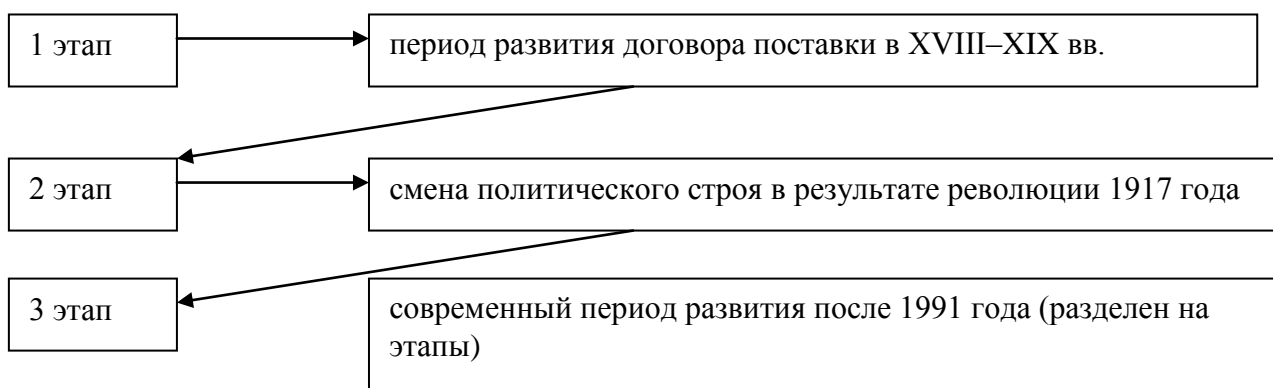 1 этап
период развития договора поставки в XVIII–XIX вв.
2 этап
смена политического строя в результате революции 1917 года
3 этап
современный период развития после 1991 года (разделен на
этапы)